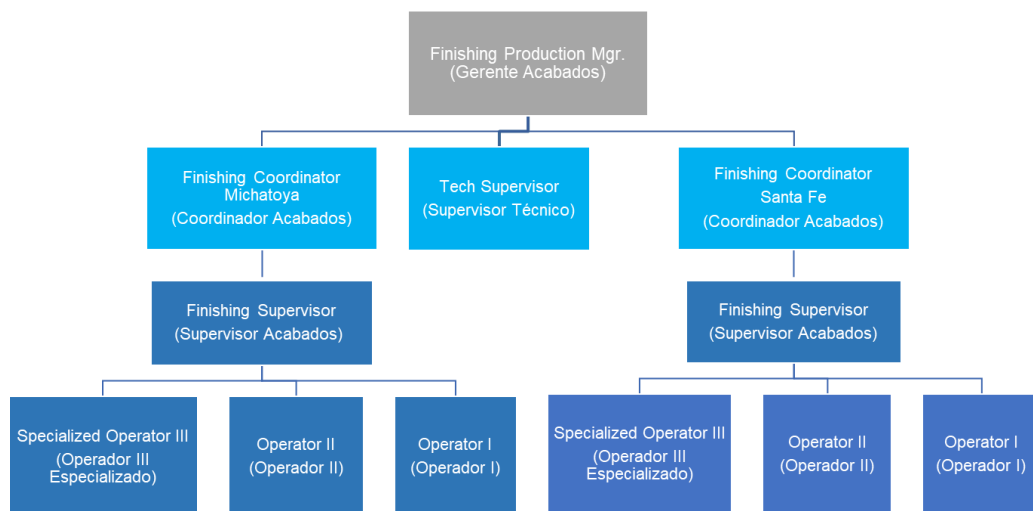 Finishing Production Mgr.
(Gerente Acabados)
Finishing Coordinator
Michatoya
(Coordinador Acabados)
Tech Supervisor
(Supervisor Técnico)
Finishing Coordinator
Santa Fe
(Coordinador Acabados)
Finishing Supervisor
(Supervisor Acabados)
Finishing Supervisor
(Supervisor Acabados)
Specialized Operator III
(Operador III
Especializado)
Operator II
(Operador II)
Operator I
(Operador I)
Specialized Operator III
(Operador III
Especializado)
Operator II
(Operador II)
Operator I
(Operador I)